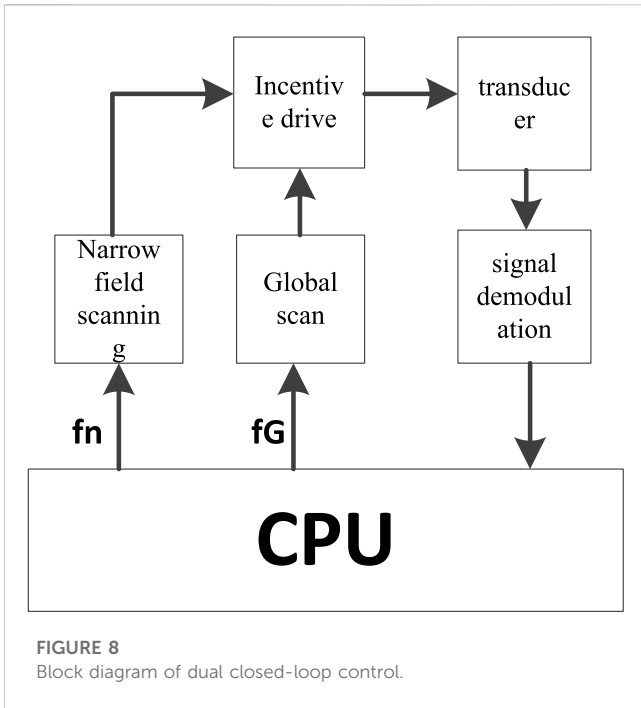 Incentiv
e drive
transduc
er
Narrow
field
scannin
g
Global
scan
signal
demodul
ation
fn
fG
CPU
FIGURE 8
Block diagram of dual closed-loop control.